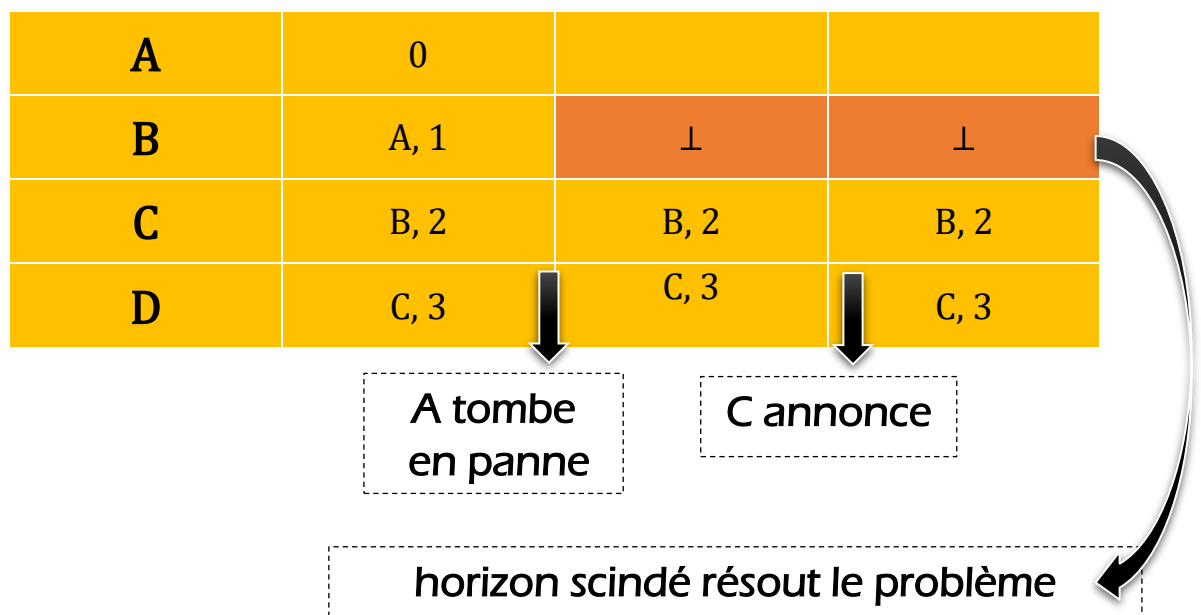 A 0
B A, 1 ⊥ ⊥
C B, 2 B, 2 B, 2
D C, 3 C, 3 C, 3
A tombe
en panne
C annonce
horizon scindé résout le problème